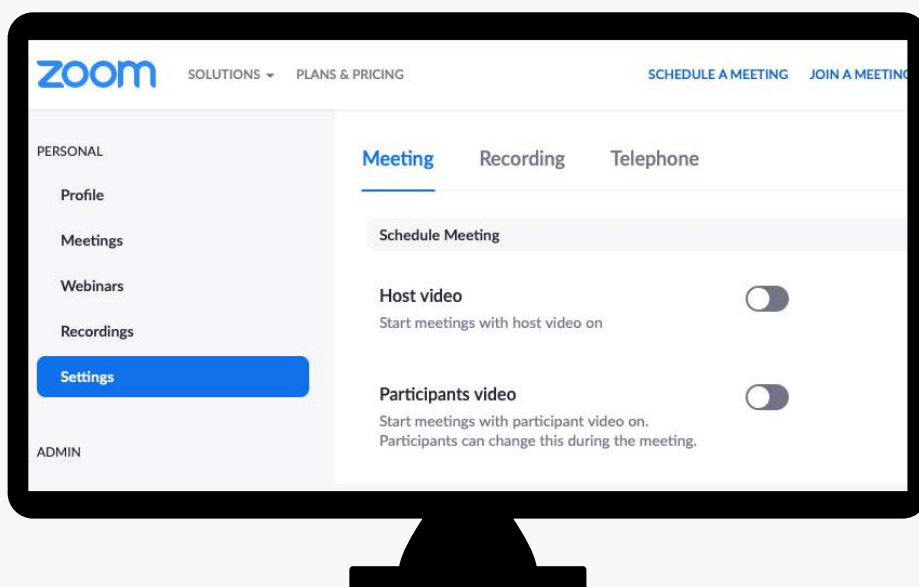 zoom
SOLUTIONS
PLANS & PRICING
SCHEDULE A MEETING
JOIN A MEETING
PERSONAL
Profile
Meetings
Webinars
Recordings
Settings
ADMIN
Meeting
Recording
Telephone
Schedule Meeting
Host video
Start meetings with host video on
Participants video
Start meetings with participant video on.
Participants can change this during the meeting.